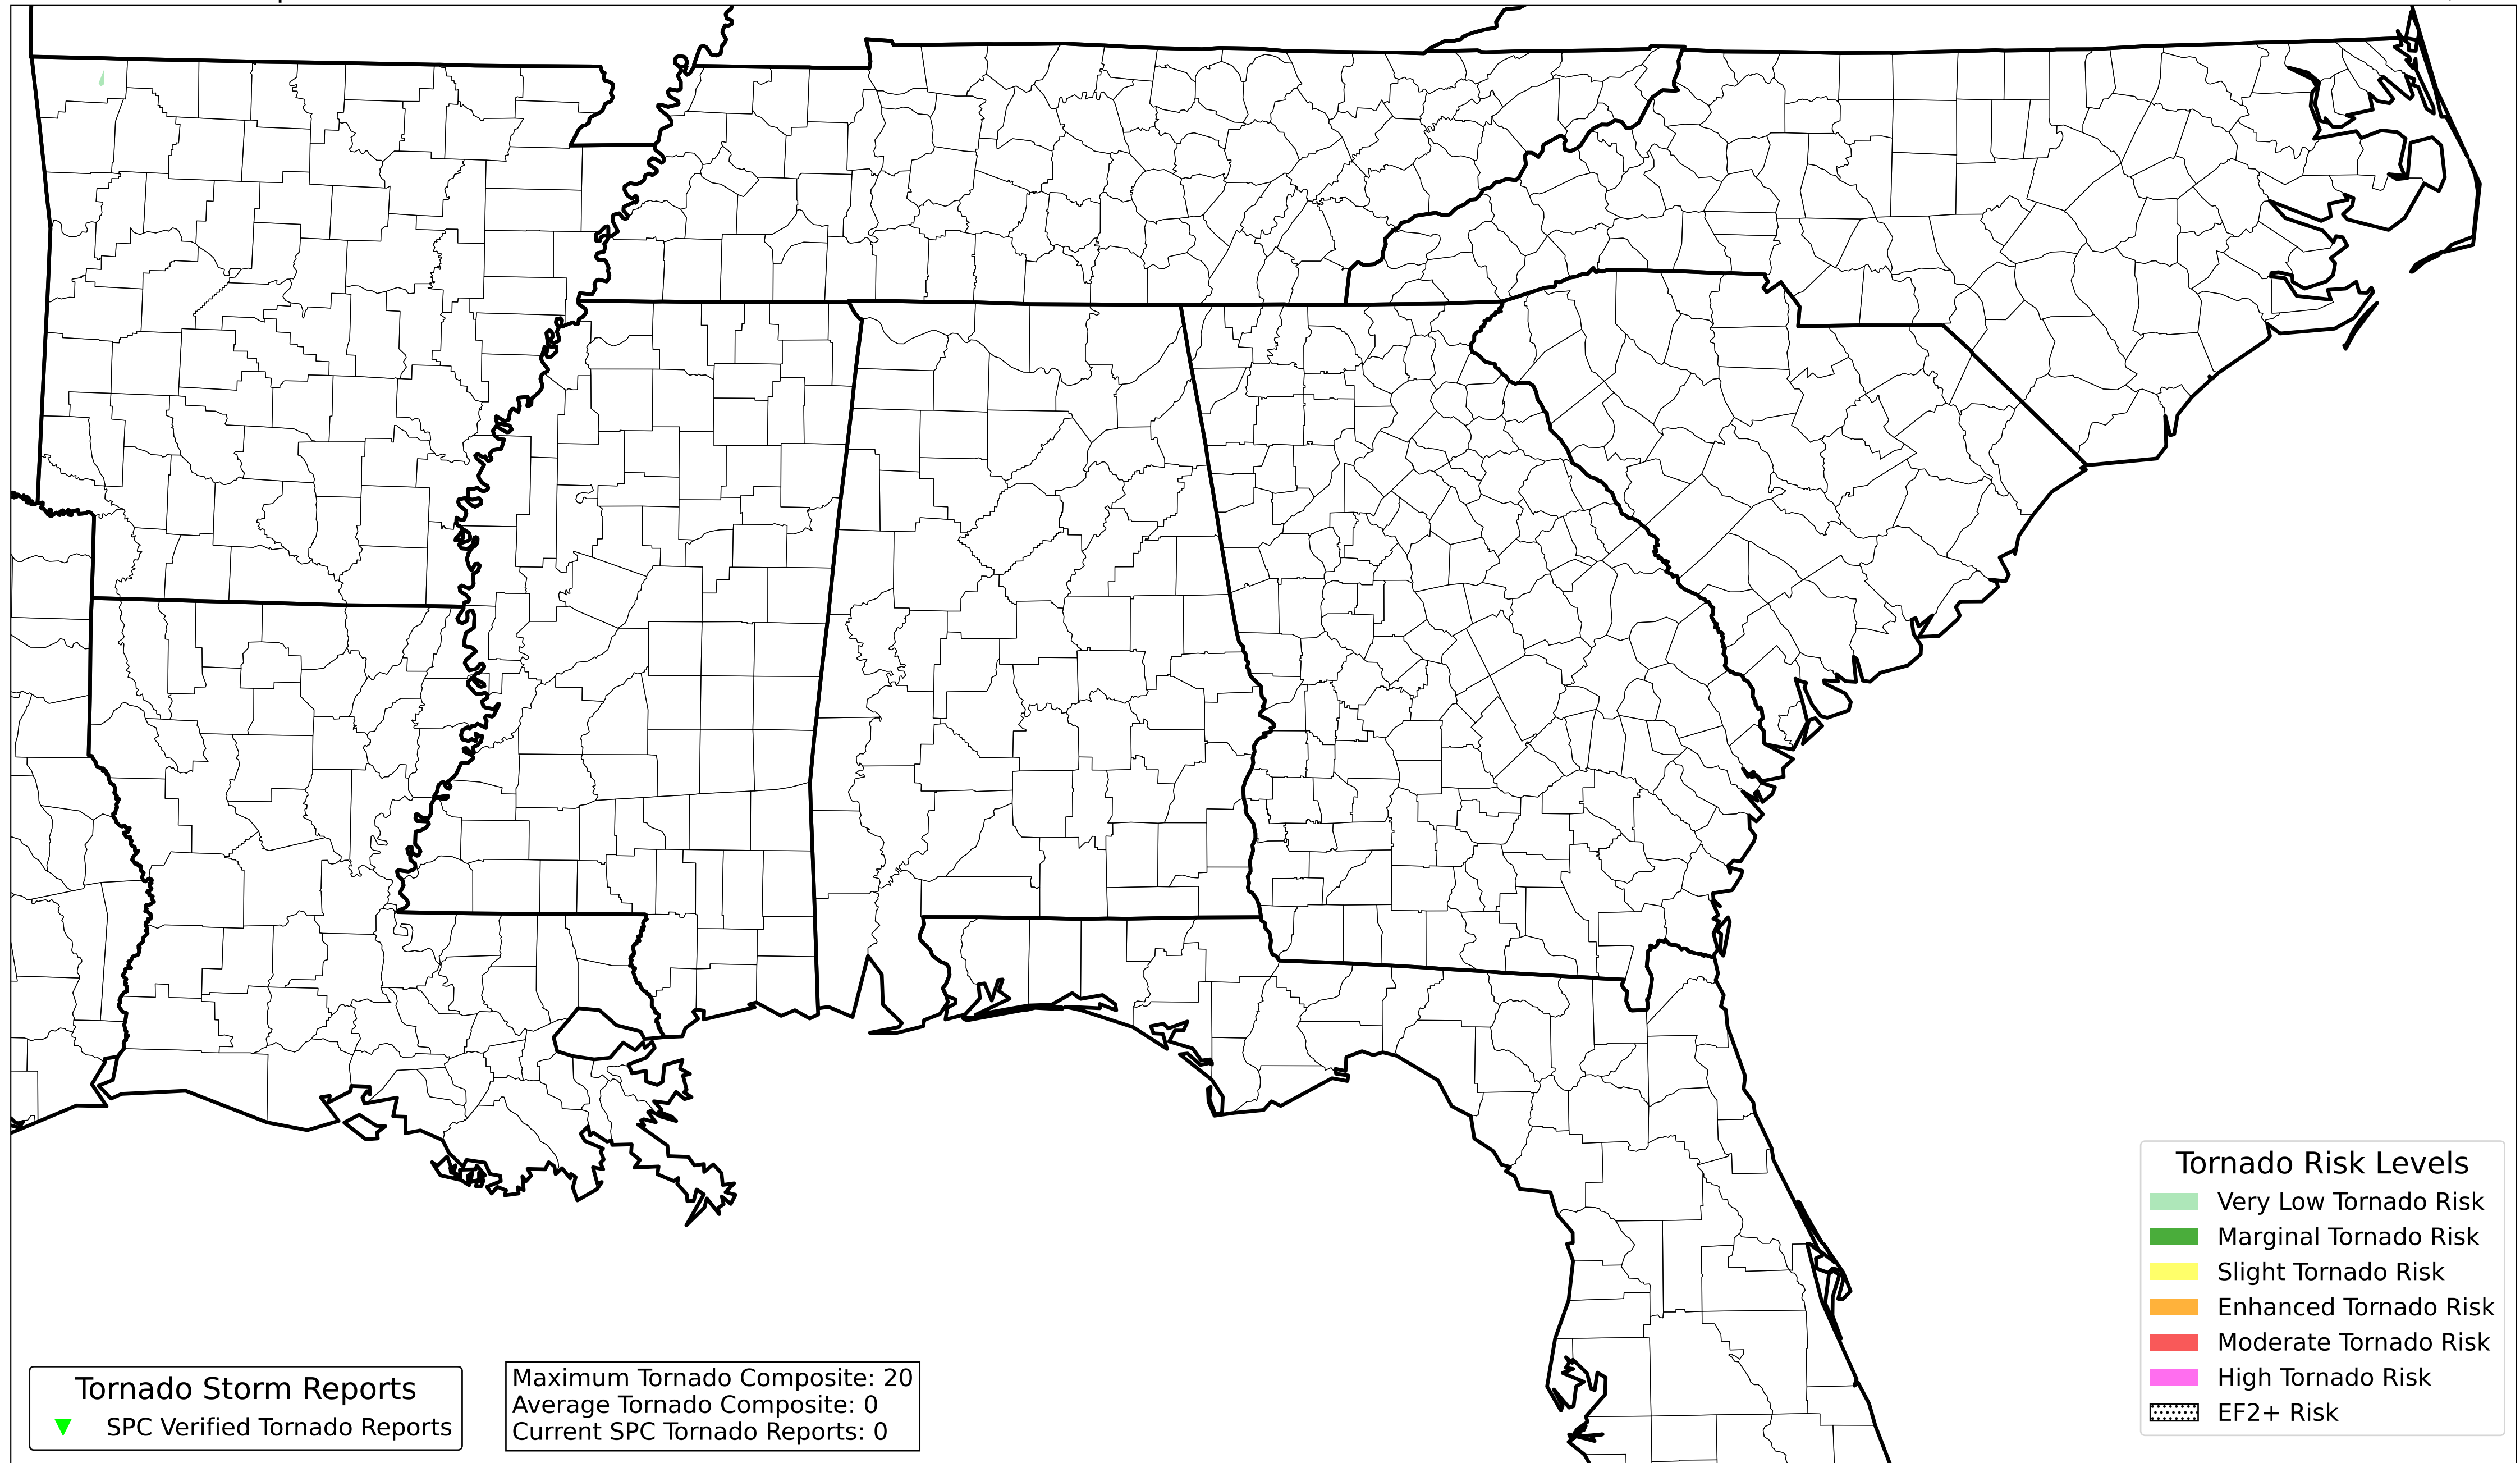 Tornado Storm Reports
SPC Verified Tornado Reports
Maximum Tornado Composite: 20
Average Tornado Composite: 0
Current SPC Tornado Reports: 0
Tornado Risk Levels
Very Low Tornado Risk
Marginal Tornado Risk
Slight Tornado Risk
Enhanced Tornado Risk
Moderate Tornado Risk
High Tornado Risk
EF2+ Risk